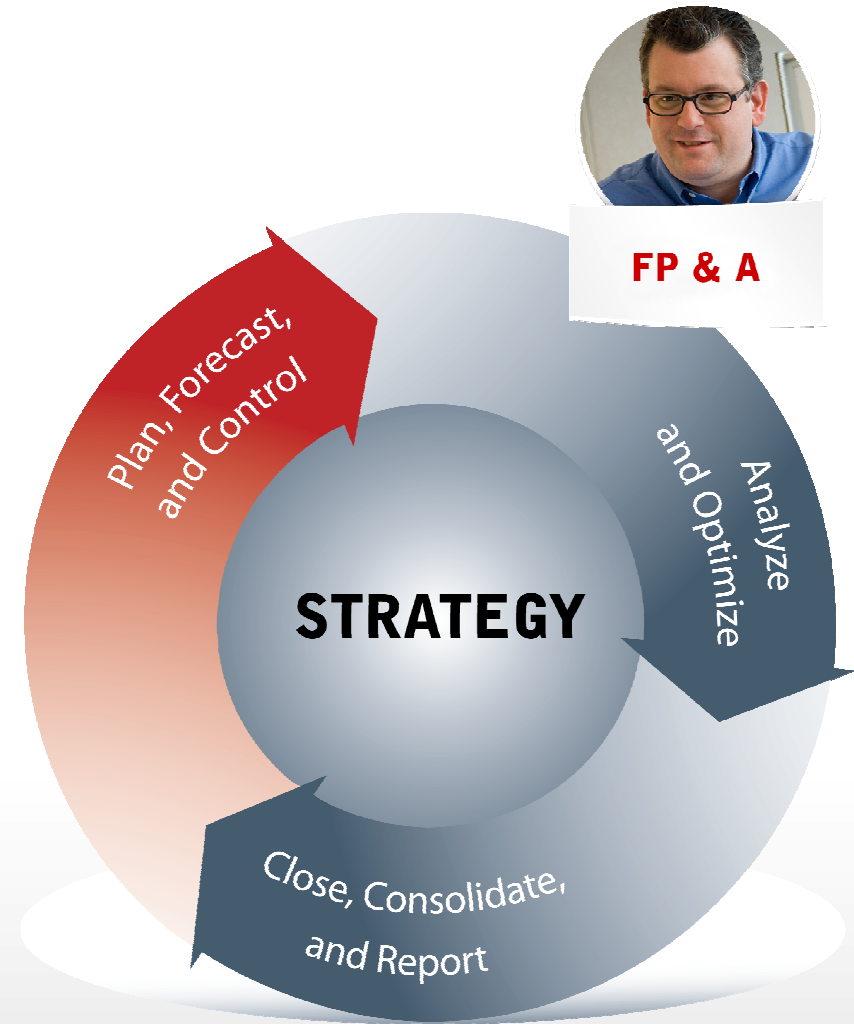 FP & A
Plan, Forecast,
and Control
Analyze
and Optimize
STRATEGY
Close, Consolidate,
and Report